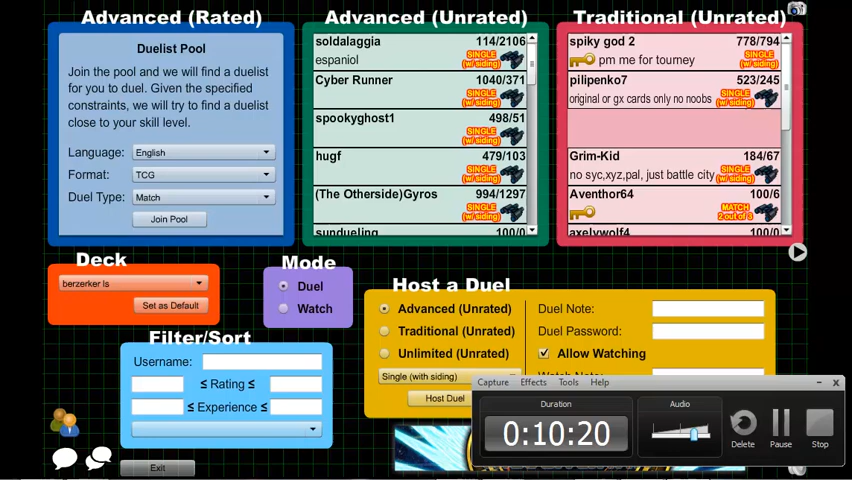 Advanced (Rated)
Duelist Pool
Join the pool and we will find a duelist
for you to duel. Given the specified
constraints, we will try to find a duelist
close to your skill level.
Language: English
Format: TCG
Duel Type: Match
Join Pool
Advanced (Unrated)
soldalaggia 114/2106
espaniol SINGLE (w/ siding)
Cyber Runner 1040/371
SINGLE (w/ siding)
spookyghost1 498/51
SINGLE (w/ siding)
hugf 479/103
SINGLE (w/ siding)
(The Otherside)Gyros 994/1297
SINGLE (w/ siding)
sundueling 100/0
Traditional (Unrated)
spiky god 2 778/794
pm me for tourney SINGLE (w/ siding)
pilipenko7 523/245
original or gx cards only no noobs SINGLE (w/ siding)
Grim-Kid 184/67
no syc,xyz,pal, just battle city SINGLE (w/ siding)
Aventhor64 100/6
MATCH 2 out of 3
axelywolf4 100/0
Deck
berzerker ls
Set as Default
Mode
Duel
Watch
Filter/Sort
Username:
≤ Rating ≤
≤ Experience ≤
Exit
Host a Duel
Advanced (Unrated)
Traditional (Unrated)
Unlimited (Unrated)
Single (with siding)
Host Duel
Duel Note:
Duel Password:
Allow Watching
Capture Effects Tools Help
Duration
0:10:20
Audio
Delete
Pause
Stop